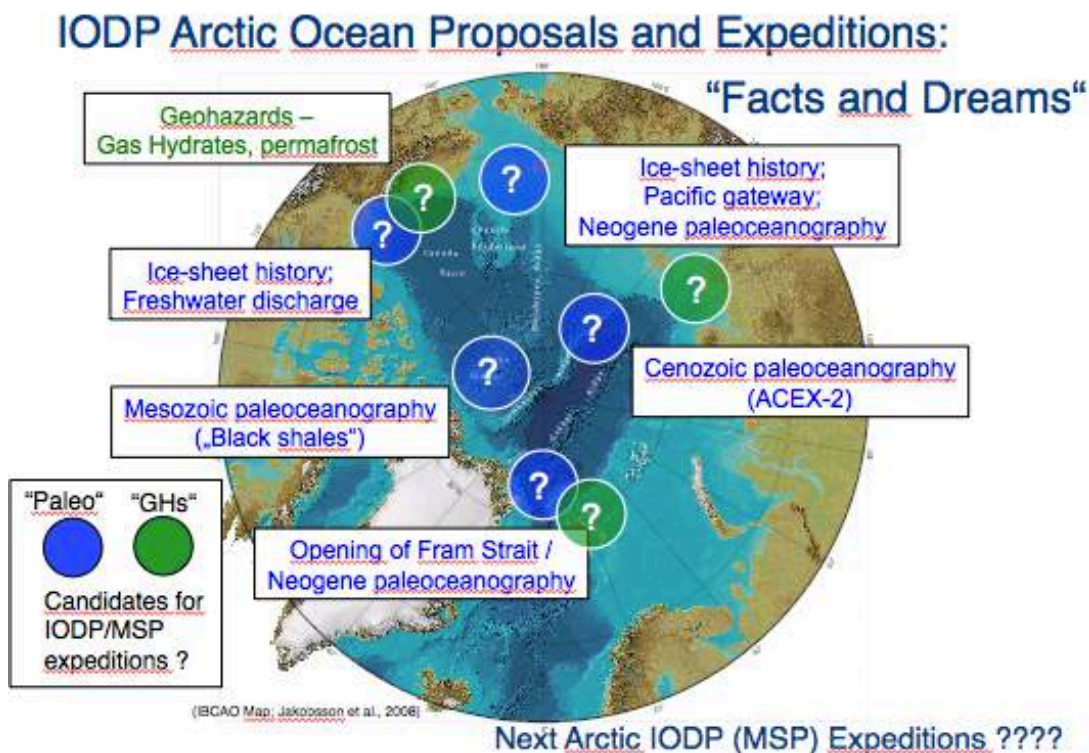 IODP Arctic Ocean Proposals and Expeditions:
"Facts and Dreams"
Geohazards –
Gas Hydrates, permafrost
Ice-sheet history;
Pacific gateway;
Neogene paleoceanography
?
?
?
?
Ice-sheet history;
Freshwater discharge
Canada
Basin
?
?
Cenozoic paleoceanography
(ACEX-2)
Mesozoic paleoceanography
(„Black shales")
?
?
"Paleo" "GHs"
Opening of Fram Strait /
Neogene paleoceanography
Candidates for
IODP/MSP
expeditions ?
(IBCAO Map; Jakobsson et al., 2008)
Next Arctic IODP (MSP) Expeditions ????